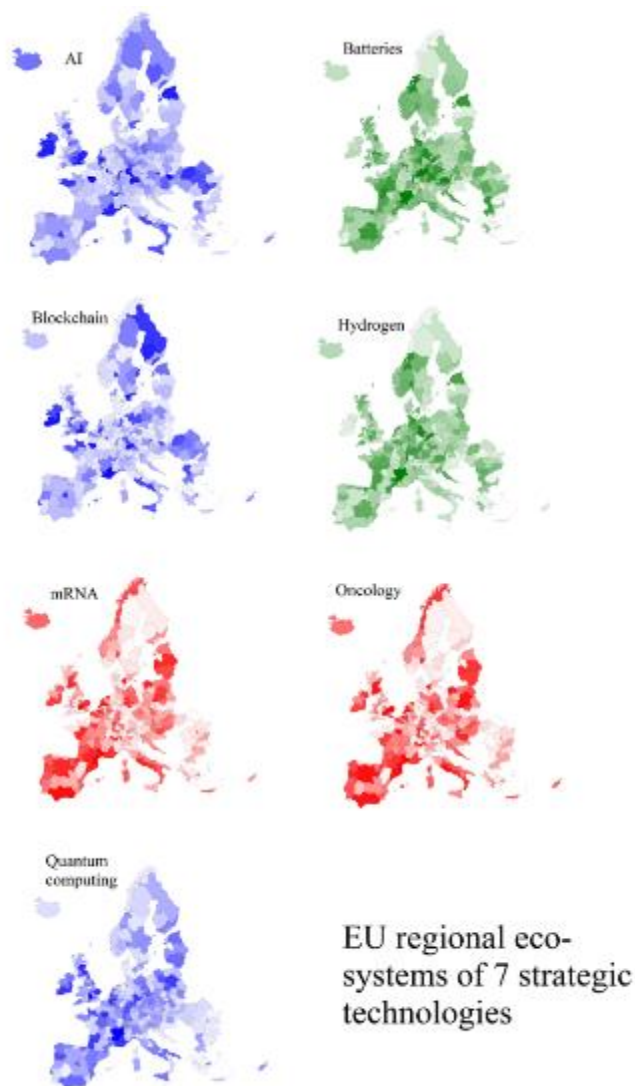 AI
Batteries
Blockchain
Hydrogen
mRNA
Oncology
Quantum
computing
EU regional eco-
systems of 7 strategic
technologies